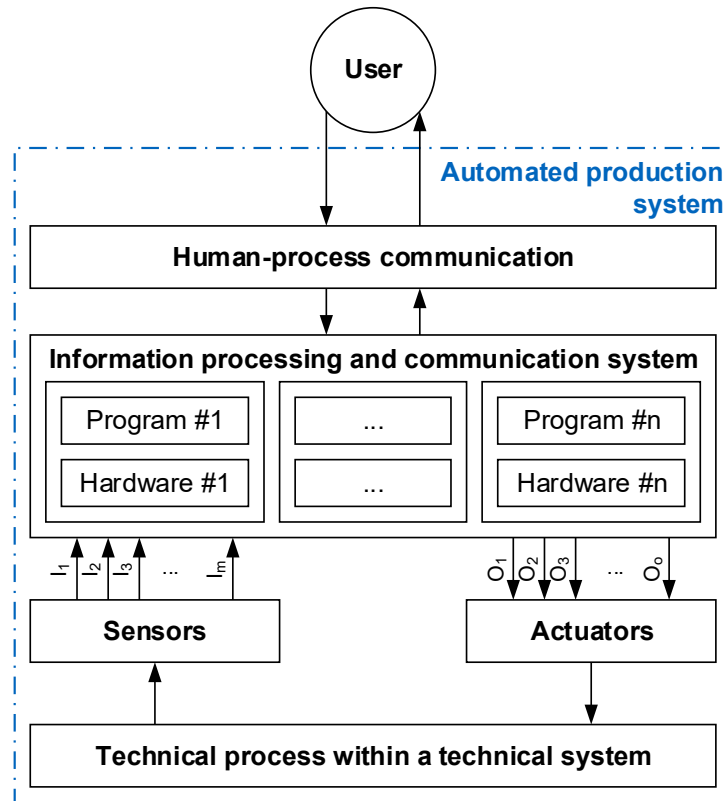 User
Automated production
system
Human-process communication
Information processing and communication system
Program #1
...
Program #n
Hardware #1
...
Hardware #n
I1
I2
I3
...
Im
O1
O2
O3
...
Oo
Sensors
Actuators
Technical process within a technical system